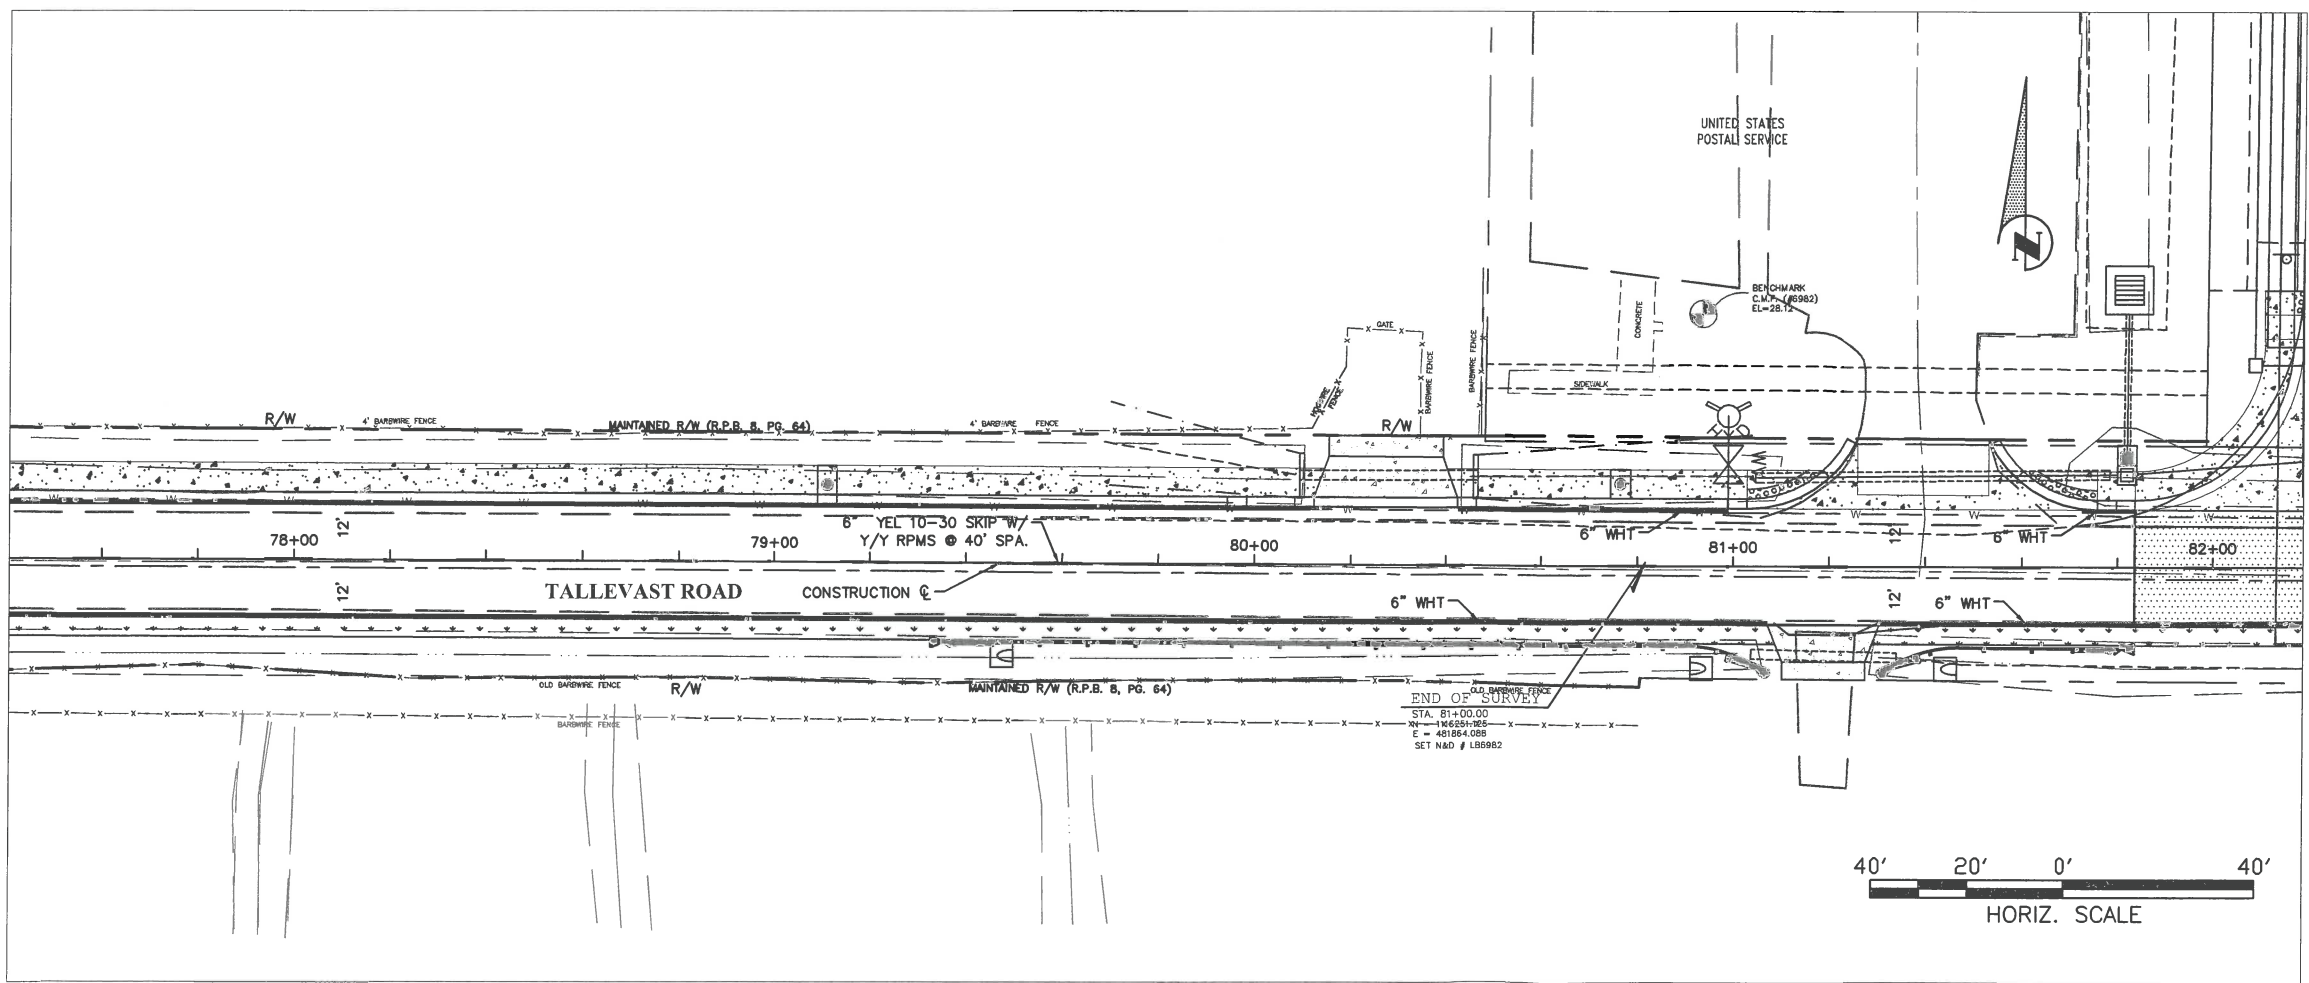 UNITED STATES
POSTAL SERVICE
N
BENCHMARK
C.M.F. (#6982)
EL=28.12
GATE
CONCRETE
BARBWIRE FENCE
BARBWIRE FENCE
HOGWIRE
FENCE
SIDEWALK
R/W
4' BARBWIRE FENCE
MAINTAINED R/W (R.P.B. 8, PG. 64)
4' BARBWIRE FENCE
R/W
HYD
6" YEL 10-30 SKIP W/
Y/Y RPMS @ 40' SPA.
12'
6" WHT
12'
6" WHT
78+00
79+00
80+00
81+00
82+00
12'
TALLEVAST ROAD
CONSTRUCTION ℄
6" WHT
12'
6" WHT
OLD BARBWIRE FENCE
R/W
MAINTAINED R/W (R.P.B. 8, PG. 64)
OLD BARBWIRE FENCE
END OF SURVEY
BARBWIRE FENCE
STA. 81+00.00
E = 481864.088
SET N&D # LB6982
40' 20' 0' 40'
HORIZ. SCALE